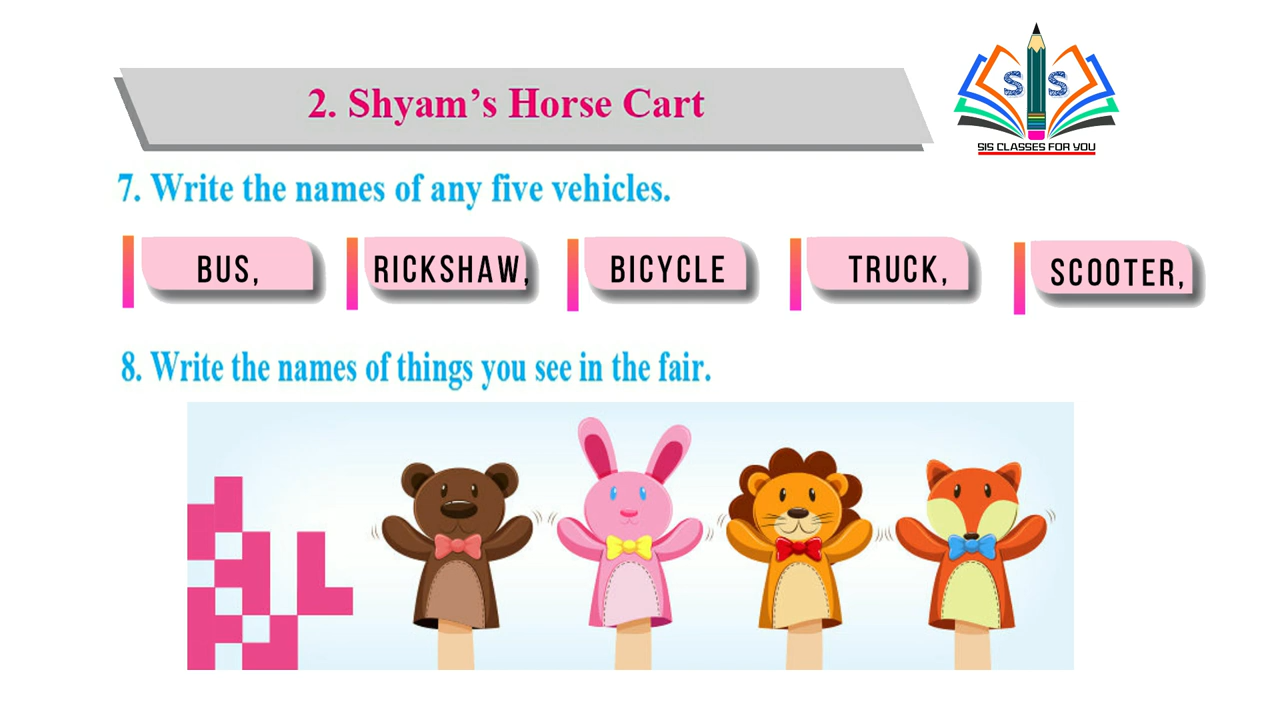 S S
SIS CLASSES FOR YOU
2. Shyam's Horse Cart
7. Write the names of any five vehicles.
BUS, RICKSHAW, BICYCLE TRUCK, SCOOTER,
8. Write the names of things you see in the fair.